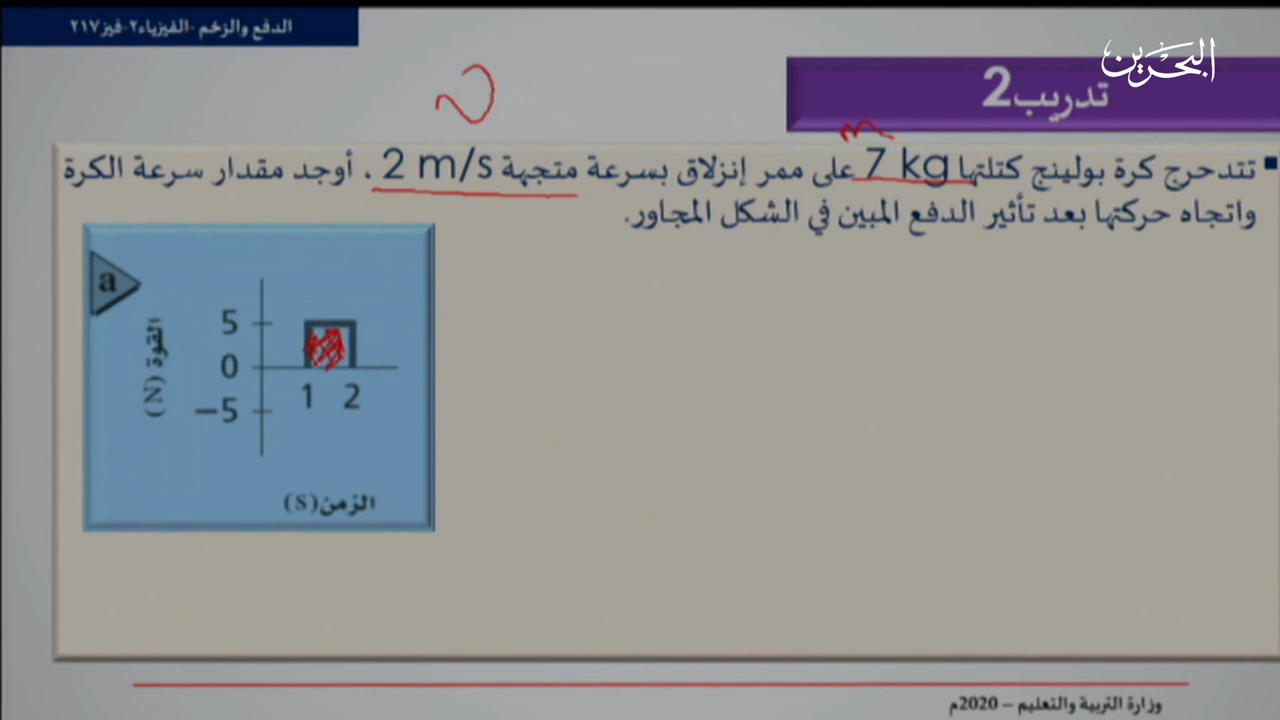 الدفع والزخم -الفيزياء٢-فيز٢١٧
البحرين
تدريب2
m
▪ تتدحرج كرة بولينج كتلتها 7 kg على ممر إنزلاق بسرعة متجهة 2 m/s . أوجد مقدار سرعة الكرة
واتجاه حركتها بعد تأثير الدفع المبين في الشكل المجاور.
a
القوة (N)
5
0
−5
1 2
الزمن(S)
وزارة التربية والتعليم – 2020م